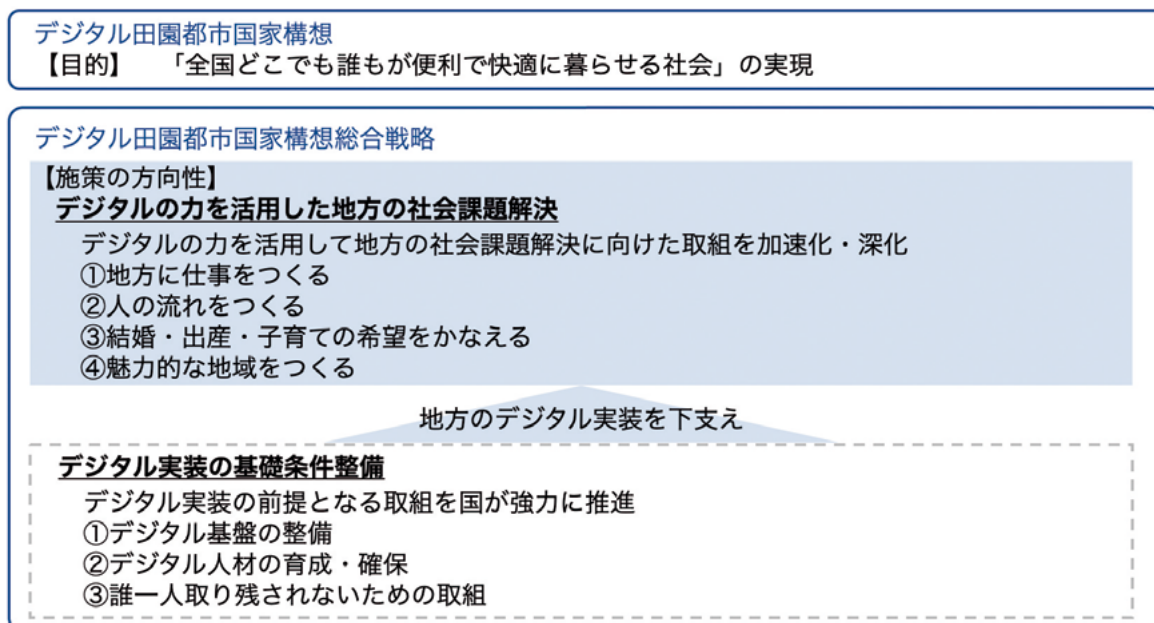 デジタル田園都市国家構想
【目的】　「全国どこでも誰もが便利で快適に暮らせる社会」の実現
デジタル田園都市国家構想総合戦略
【施策の方向性】
デジタルの力を活用した地方の社会課題解決
デジタルの力を活用して地方の社会課題解決に向けた取組を加速化・深化
①地方に仕事をつくる
②人の流れをつくる
③結婚・出産・子育ての希望をかなえる
④魅力的な地域をつくる
地方のデジタル実装を下支え
デジタル実装の基礎条件整備
デジタル実装の前提となる取組を国が強力に推進
①デジタル基盤の整備
②デジタル人材の育成・確保
③誰一人取り残されないための取組